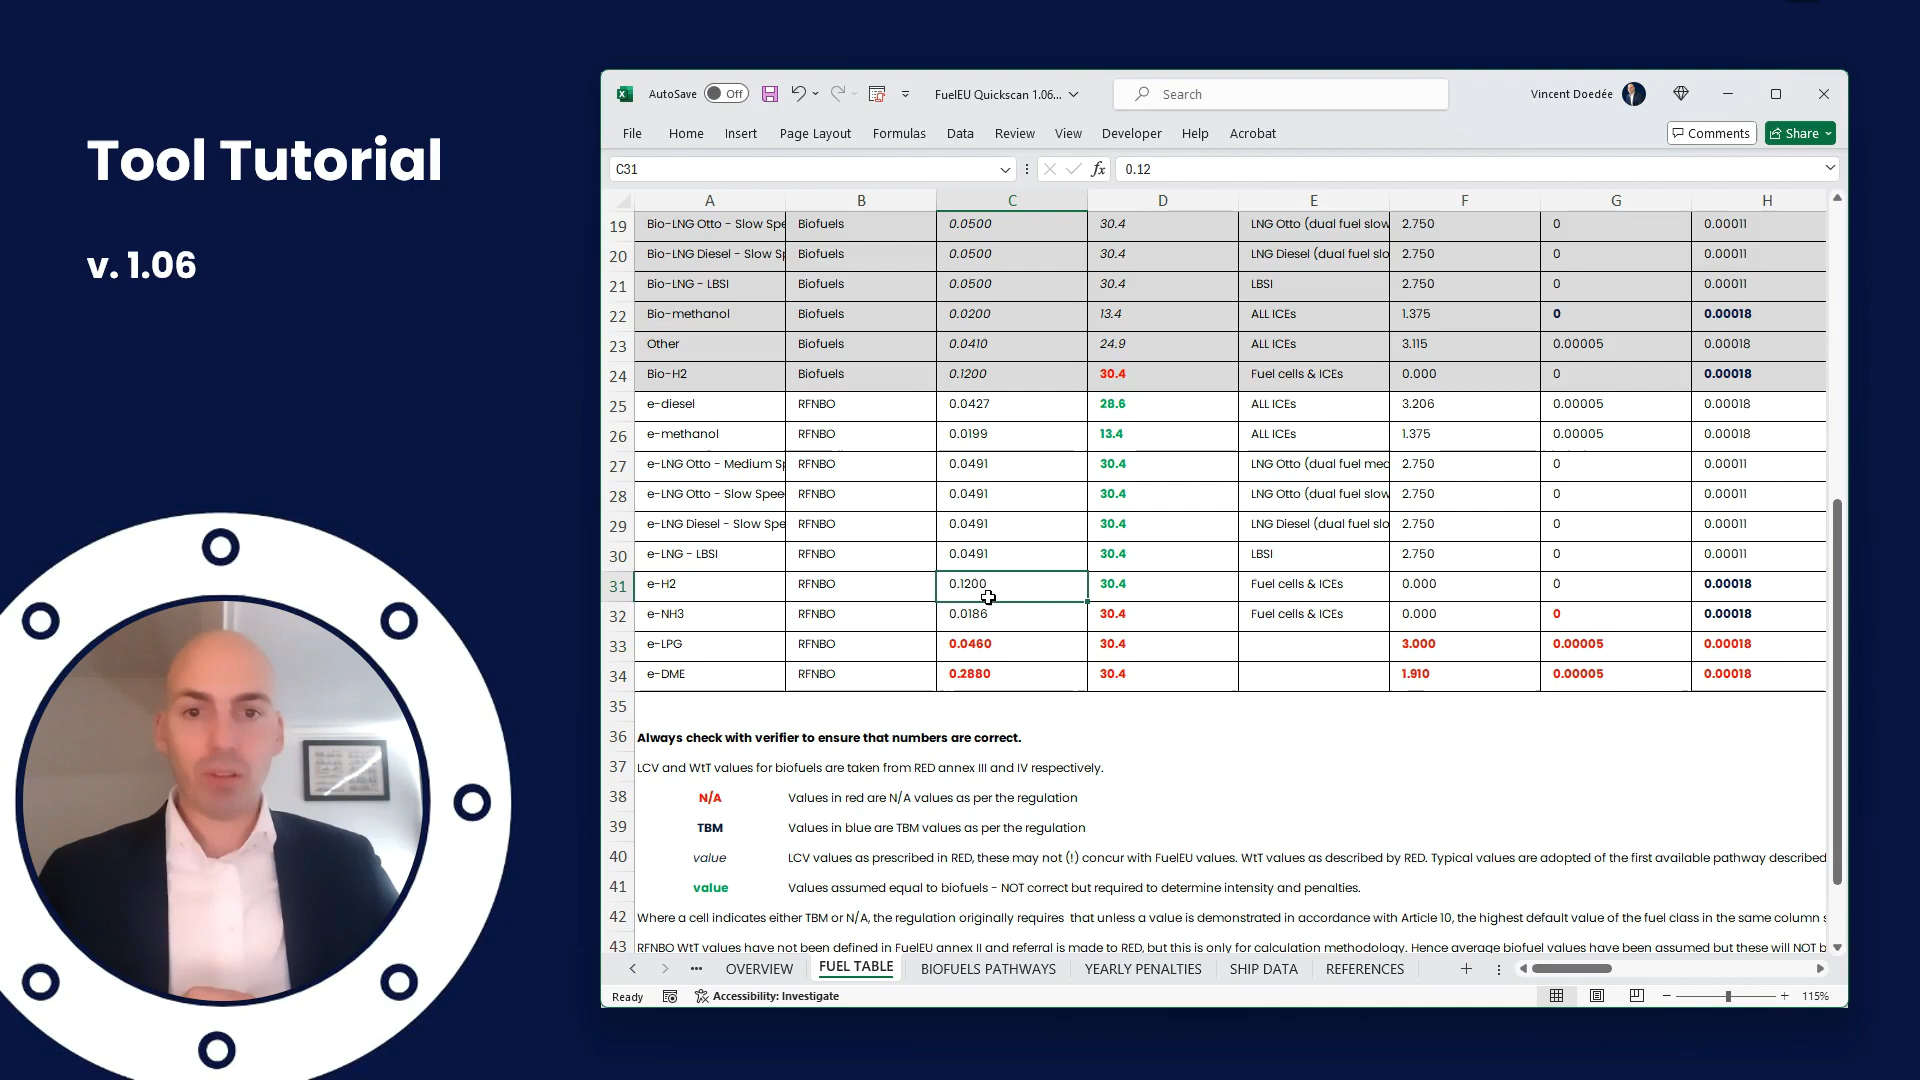 Tool Tutorial
v. 1.06
AutoSave Off FuelEU Quickscan 1.06... Search Vincent Doedée
File Home Insert Page Layout Formulas Data Review View Developer Help Acrobat Comments Share
C31 fx 0.12
A B C D E F G H
19 Bio-LNG Otto - Slow Spe Biofuels 0.0500 30.4 LNG Otto (dual fuel slow 2.750 0 0.00011
20 Bio-LNG Diesel - Slow Sp Biofuels 0.0500 30.4 LNG Diesel (dual fuel slo 2.750 0 0.00011
21 Bio-LNG - LBSI Biofuels 0.0500 30.4 LBSI 2.750 0 0.00011
22 Bio-methanol Biofuels 0.0200 13.4 ALL ICEs 1.375 0 0.00018
23 Other Biofuels 0.0410 24.9 ALL ICEs 3.115 0.00005 0.00018
24 Bio-H2 Biofuels 0.1200 30.4 Fuel cells & ICEs 0.000 0 0.00018
25 e-diesel RFNBO 0.0427 28.6 ALL ICEs 3.206 0.00005 0.00018
26 e-methanol RFNBO 0.0199 13.4 ALL ICEs 1.375 0.00005 0.00018
27 e-LNG Otto - Medium Sp RFNBO 0.0491 30.4 LNG Otto (dual fuel med 2.750 0 0.00011
28 e-LNG Otto - Slow Spee RFNBO 0.0491 30.4 LNG Otto (dual fuel slow 2.750 0 0.00011
29 e-LNG Diesel - Slow Spe RFNBO 0.0491 30.4 LNG Diesel (dual fuel slo 2.750 0 0.00011
30 e-LNG - LBSI RFNBO 0.0491 30.4 LBSI 2.750 0 0.00011
31 e-H2 RFNBO 0.1200 30.4 Fuel cells & ICEs 0.000 0 0.00018
32 e-NH3 RFNBO 0.0186 30.4 Fuel cells & ICEs 0.000 0 0.00018
33 e-LPG RFNBO 0.0460 30.4 3.000 0.00005 0.00018
34 e-DME RFNBO 0.2880 30.4 1.910 0.00005 0.00018
35
36 Always check with verifier to ensure that numbers are correct.
37 LCV and WtT values for biofuels are taken from RED annex III and IV respectively.
38 N/A Values in red are N/A values as per the regulation
39 TBM Values in blue are TBM values as per the regulation
40 value LCV values as prescribed in RED, these may not (!) concur with FuelEU values. WtT values as described by RED. Typical values are adopted of the first available pathway described
41 value Values assumed equal to biofuels - NOT correct but required to determine intensity and penalties.
42 Where a cell indicates either TBM or N/A, the regulation originally requires that unless a value is demonstrated in accordance with Article 10, the highest default value of the fuel class in the same column s
43 RFNBO WtT values have not been defined in FuelEU annex II and referral is made to RED, but this is only for calculation methodology. Hence average biofuel values have been assumed but these will NOT b
OVERVIEW FUEL TABLE BIOFUELS PATHWAYS YEARLY PENALTIES SHIP DATA REFERENCES
Ready Accessibility: Investigate 115%